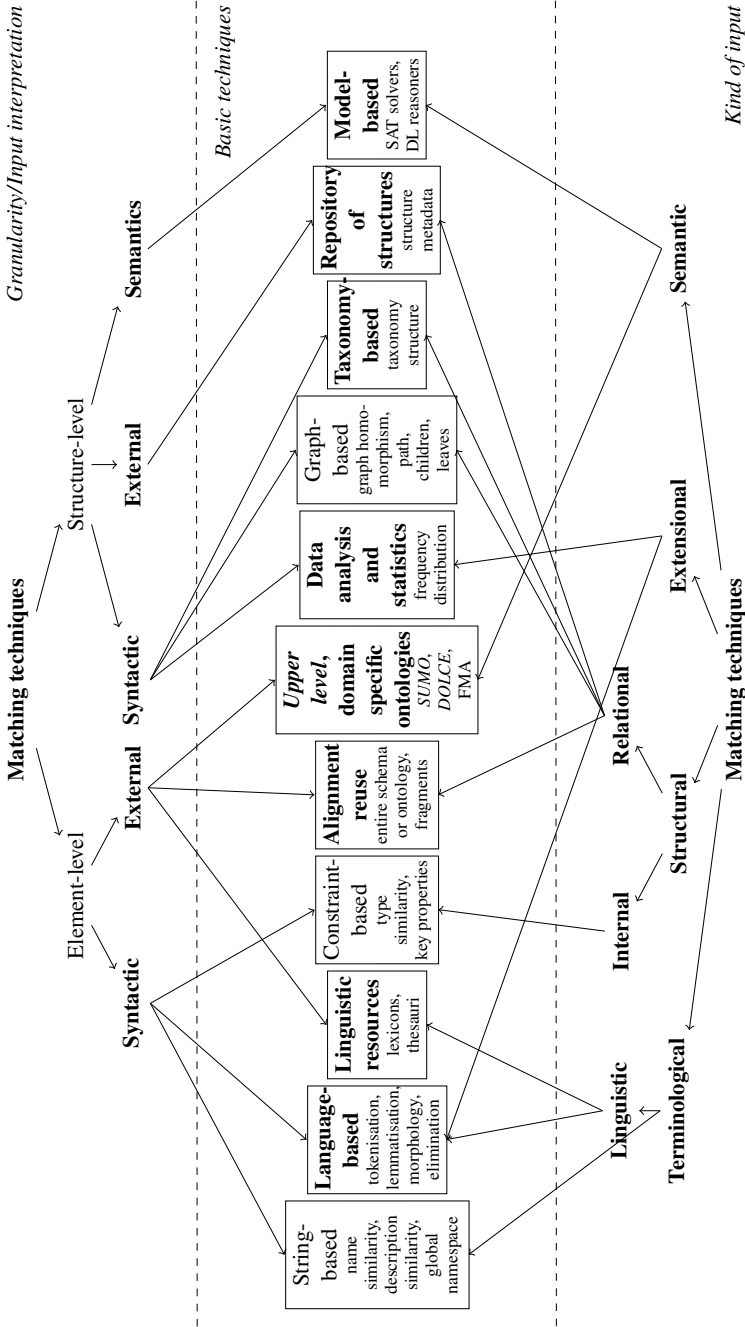 Matching techniques
Granularity/Input interpretation
Element-level
Structure-level
Syntactic
External
Syntactic
External
Semantics
Basic techniques
String-
based
name
similarity,
description
similarity,
global
namespace
Language-
based
tokenisation,
lemmatisation,
morphology,
elimination
Linguistic
resources
lexicons,
thesauri
Constraint-
based
type
similarity,
key properties
Alignment
reuse
entire schema
or ontology,
fragments
Upper
level,
domain
specific
ontologies
SUMO,
DOLCE,
FMA
Data
analysis
and
statistics
frequency
distribution
Graph-
based
graph homo-
morphism,
path,
children,
leaves
Taxonomy-
based
taxonomy
structure
Repository
of
structures
structure
metadata
Model-
based
SAT solvers,
DL reasoners
Linguistic
Internal
Relational
Terminological
Structural
Extensional
Semantic
Matching techniques
Kind of input